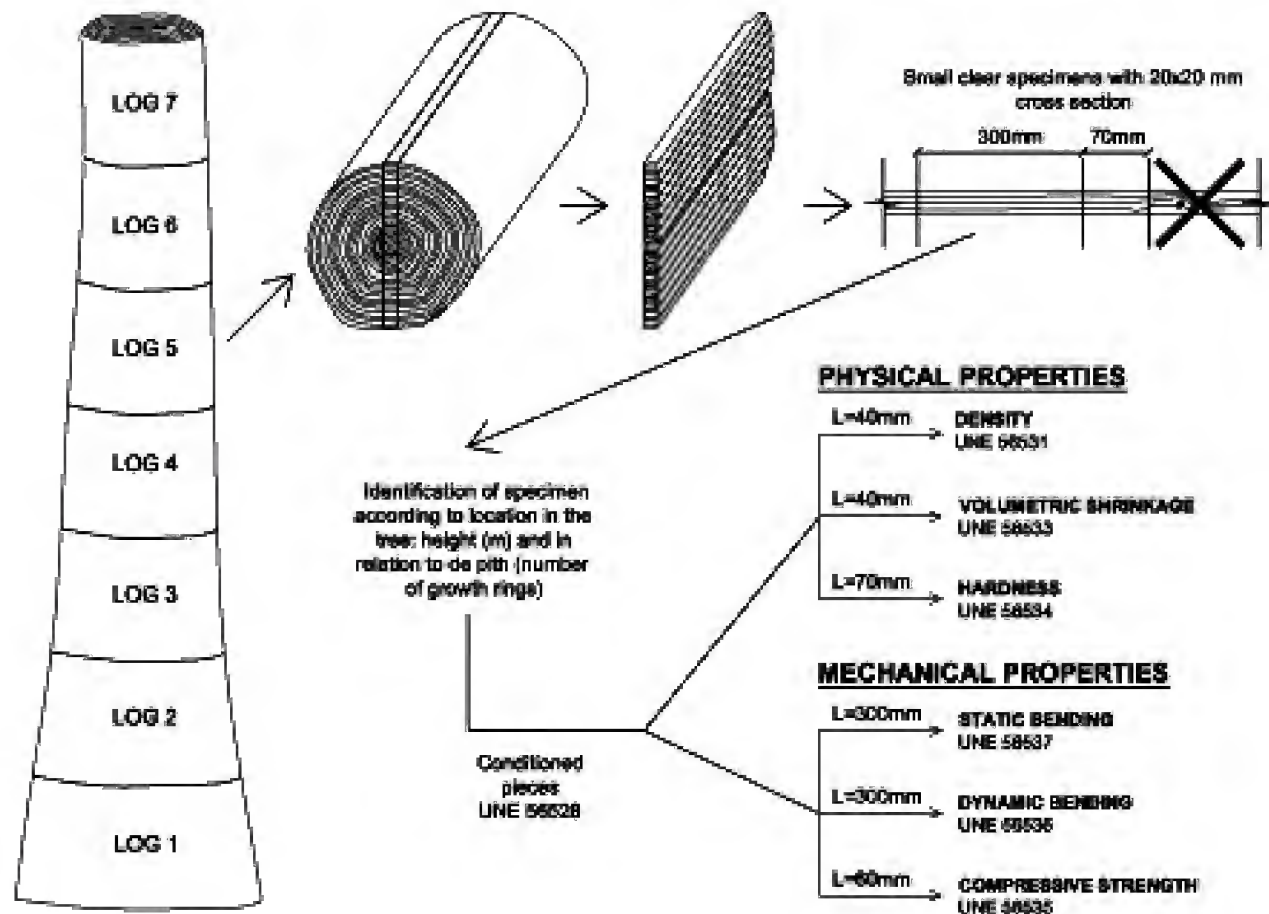 LOG 7
LOG 6
LOG 5
LOG 4
LOG 3
LOG 2
LOG 1
Small clear specimens with 20x20 mm
cross section
300mm
70mm
Identification of specimen
according to location in the
tree: height (m) and in
relation to de pith (number
of growth rings)
Conditioned
pieces
UNE 56528
PHYSICAL PROPERTIES
L=40mm
DENSITY
UNE 56531
L=40mm
VOLUMETRIC SHRINKAGE
UNE 56533
L=70mm
HARDNESS
UNE 56534
MECHANICAL PROPERTIES
L=300mm
STATIC BENDING
UNE 56537
L=300mm
DYNAMIC BENDING
UNE 56536
L=60mm
COMPRESSIVE STRENGTH
UNE 56535